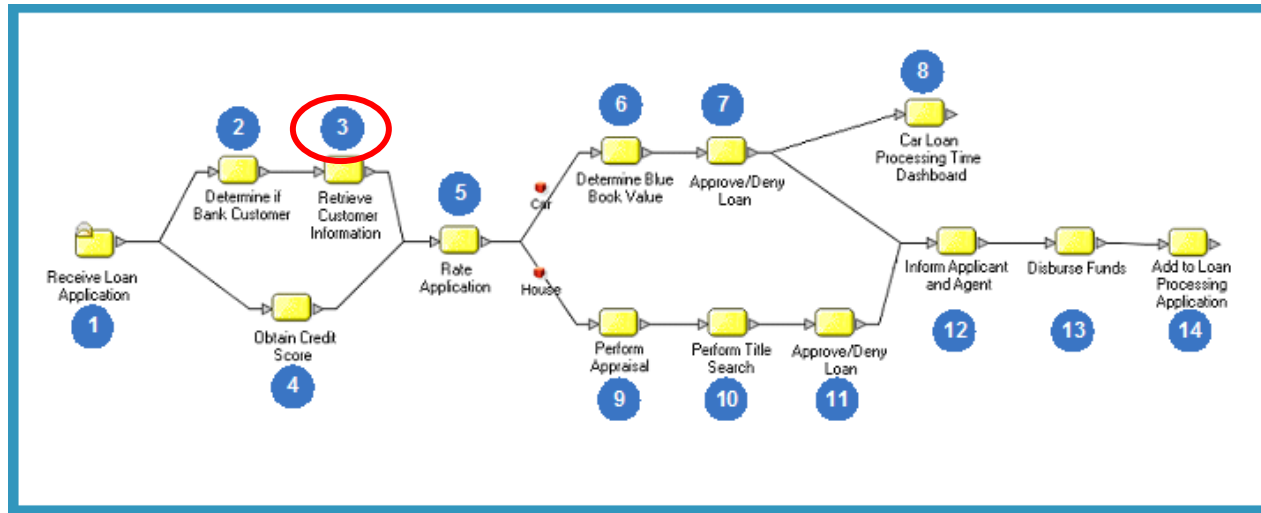 8
6
7
2
3
Car Loan
Processing Time
Dashboard
Determine Blue
Book Value
Approve/Deny
Loan
Determine if
Bank Customer
Retrieve
Customer
Information
5
Car
Receive Loan
Application
1
Rate
Application
House
Inform Applicant
and Agent
Disburse Funds
Add to Loan
Processing
Application
12
13
14
Obtain Credit
Score
4
Perform
Appraisal
Perform Title
Search
Approve/Deny
Loan
9
10
11